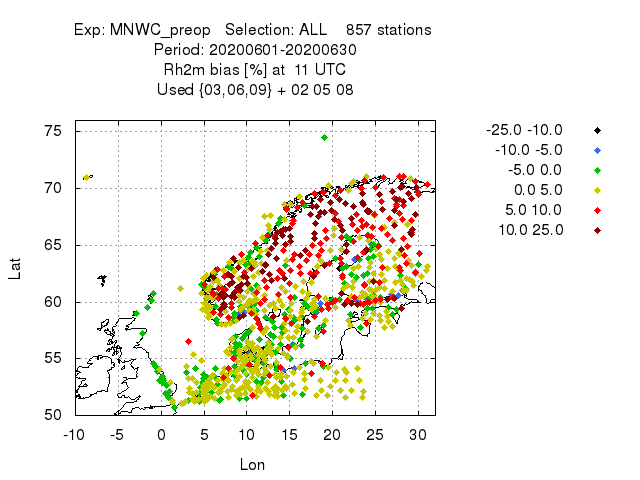 Exp: MNWC_preop Selection: ALL 857 stations
Period: 20200601-20200630
Rh2m bias [%] at 11 UTC
Used {03,06,09} + 02 05 08
-25.0 -10.0
-10.0 -5.0
-5.0 0.0
0.0 5.0
5.0 10.0
10.0 25.0
75
70
65
60
55
50
Lat
-10 -5 0 5 10 15 20 25 30
Lon